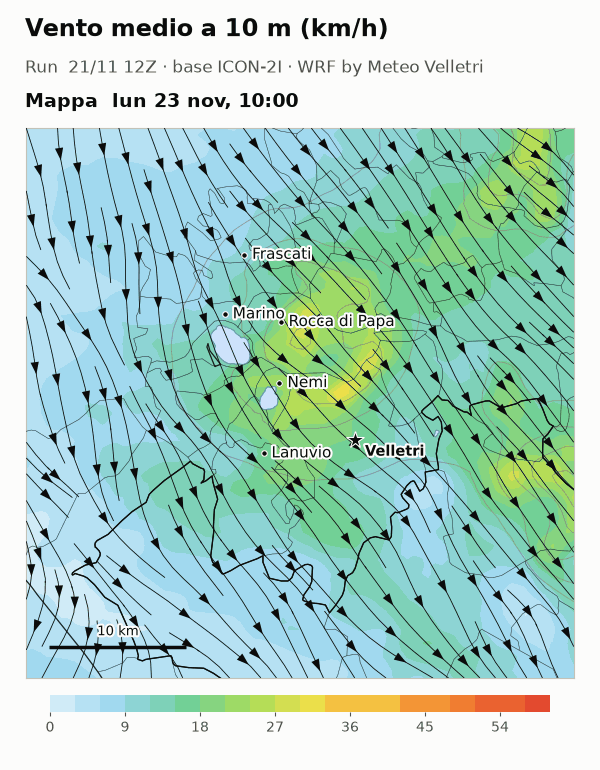 Vento medio a 10 m (km/h)
Run 21/11 12Z · base ICON-2I · WRF by Meteo Velletri
Mappa lun 23 nov, 10:00
Frascati
Marino
Rocca di Papa
Nemi
Velletri
Lanuvio
10 km
0 9 18 27 36 45 54